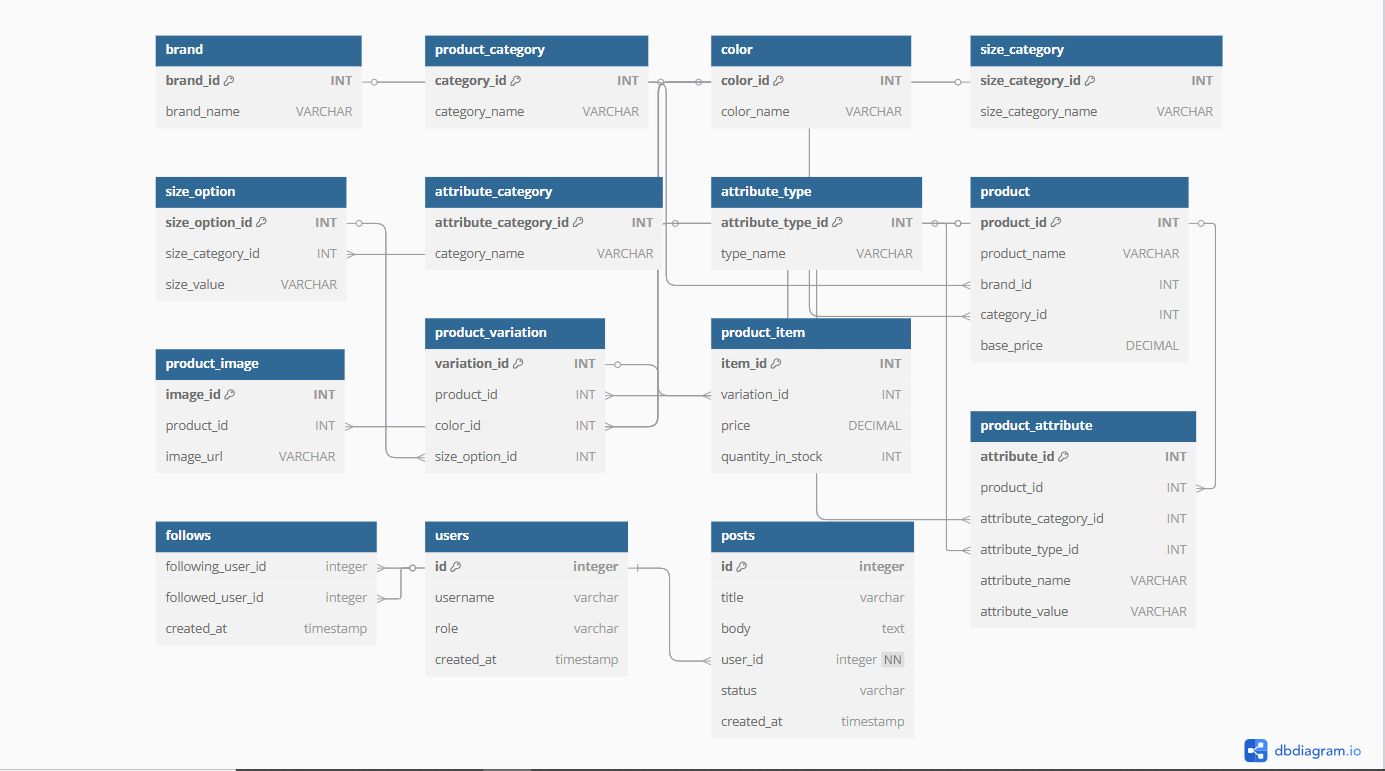 brand
brand_id INT
brand_name VARCHAR
product_category
category_id INT
category_name VARCHAR
color
color_id INT
color_name VARCHAR
size_category
size_category_id INT
size_category_name VARCHAR
size_option
size_option_id INT
size_category_id INT
size_value VARCHAR
attribute_category
attribute_category_id INT
category_name VARCHAR
attribute_type
attribute_type_id INT
type_name VARCHAR
product
product_id INT
product_name VARCHAR
brand_id INT
category_id INT
base_price DECIMAL
product_image
image_id INT
product_id INT
image_url VARCHAR
product_variation
variation_id INT
product_id INT
color_id INT
size_option_id INT
product_item
item_id INT
variation_id INT
price DECIMAL
quantity_in_stock INT
product_attribute
attribute_id INT
product_id INT
attribute_category_id INT
attribute_type_id INT
attribute_name VARCHAR
attribute_value VARCHAR
follows
following_user_id integer
followed_user_id integer
created_at timestamp
users
id integer
username varchar
role varchar
created_at timestamp
posts
id integer
title varchar
body text
user_id integer NN
status varchar
created_at timestamp
dbdiagram.io